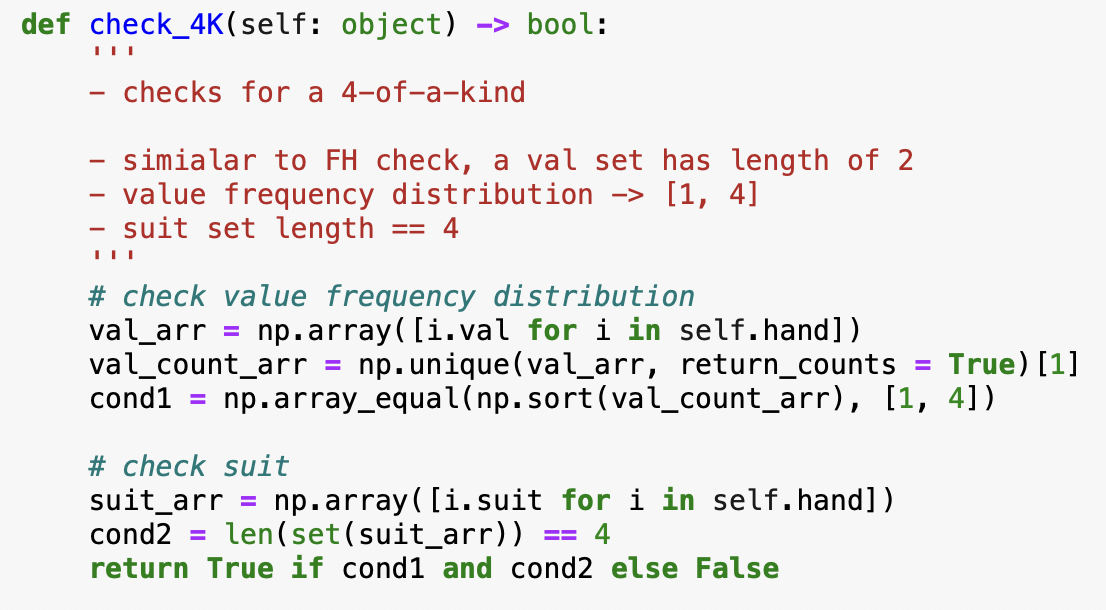 def check_4K(self: object) -> bool:
'''
- checks for a 4-of-a-kind
- simialar to FH check, a val set has length of 2
- value frequency distribution -> [1, 4]
- suit set length == 4
'''
# check value frequency distribution
val_arr = np.array([i.val for i in self.hand])
val_count_arr = np.unique(val_arr, return_counts = True)[1]
cond1 = np.array_equal(np.sort(val_count_arr), [1, 4])
# check suit
suit_arr = np.array([i.suit for i in self.hand])
cond2 = len(set(suit_arr)) == 4
return True if cond1 and cond2 else False